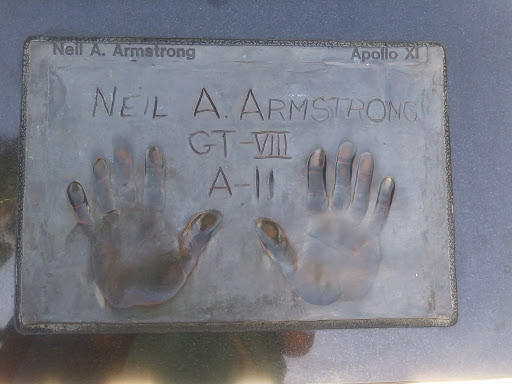 Neil A. Armstrong Apollo XI
NEIL A. ARMSTRONG
GT-VIII
A-11